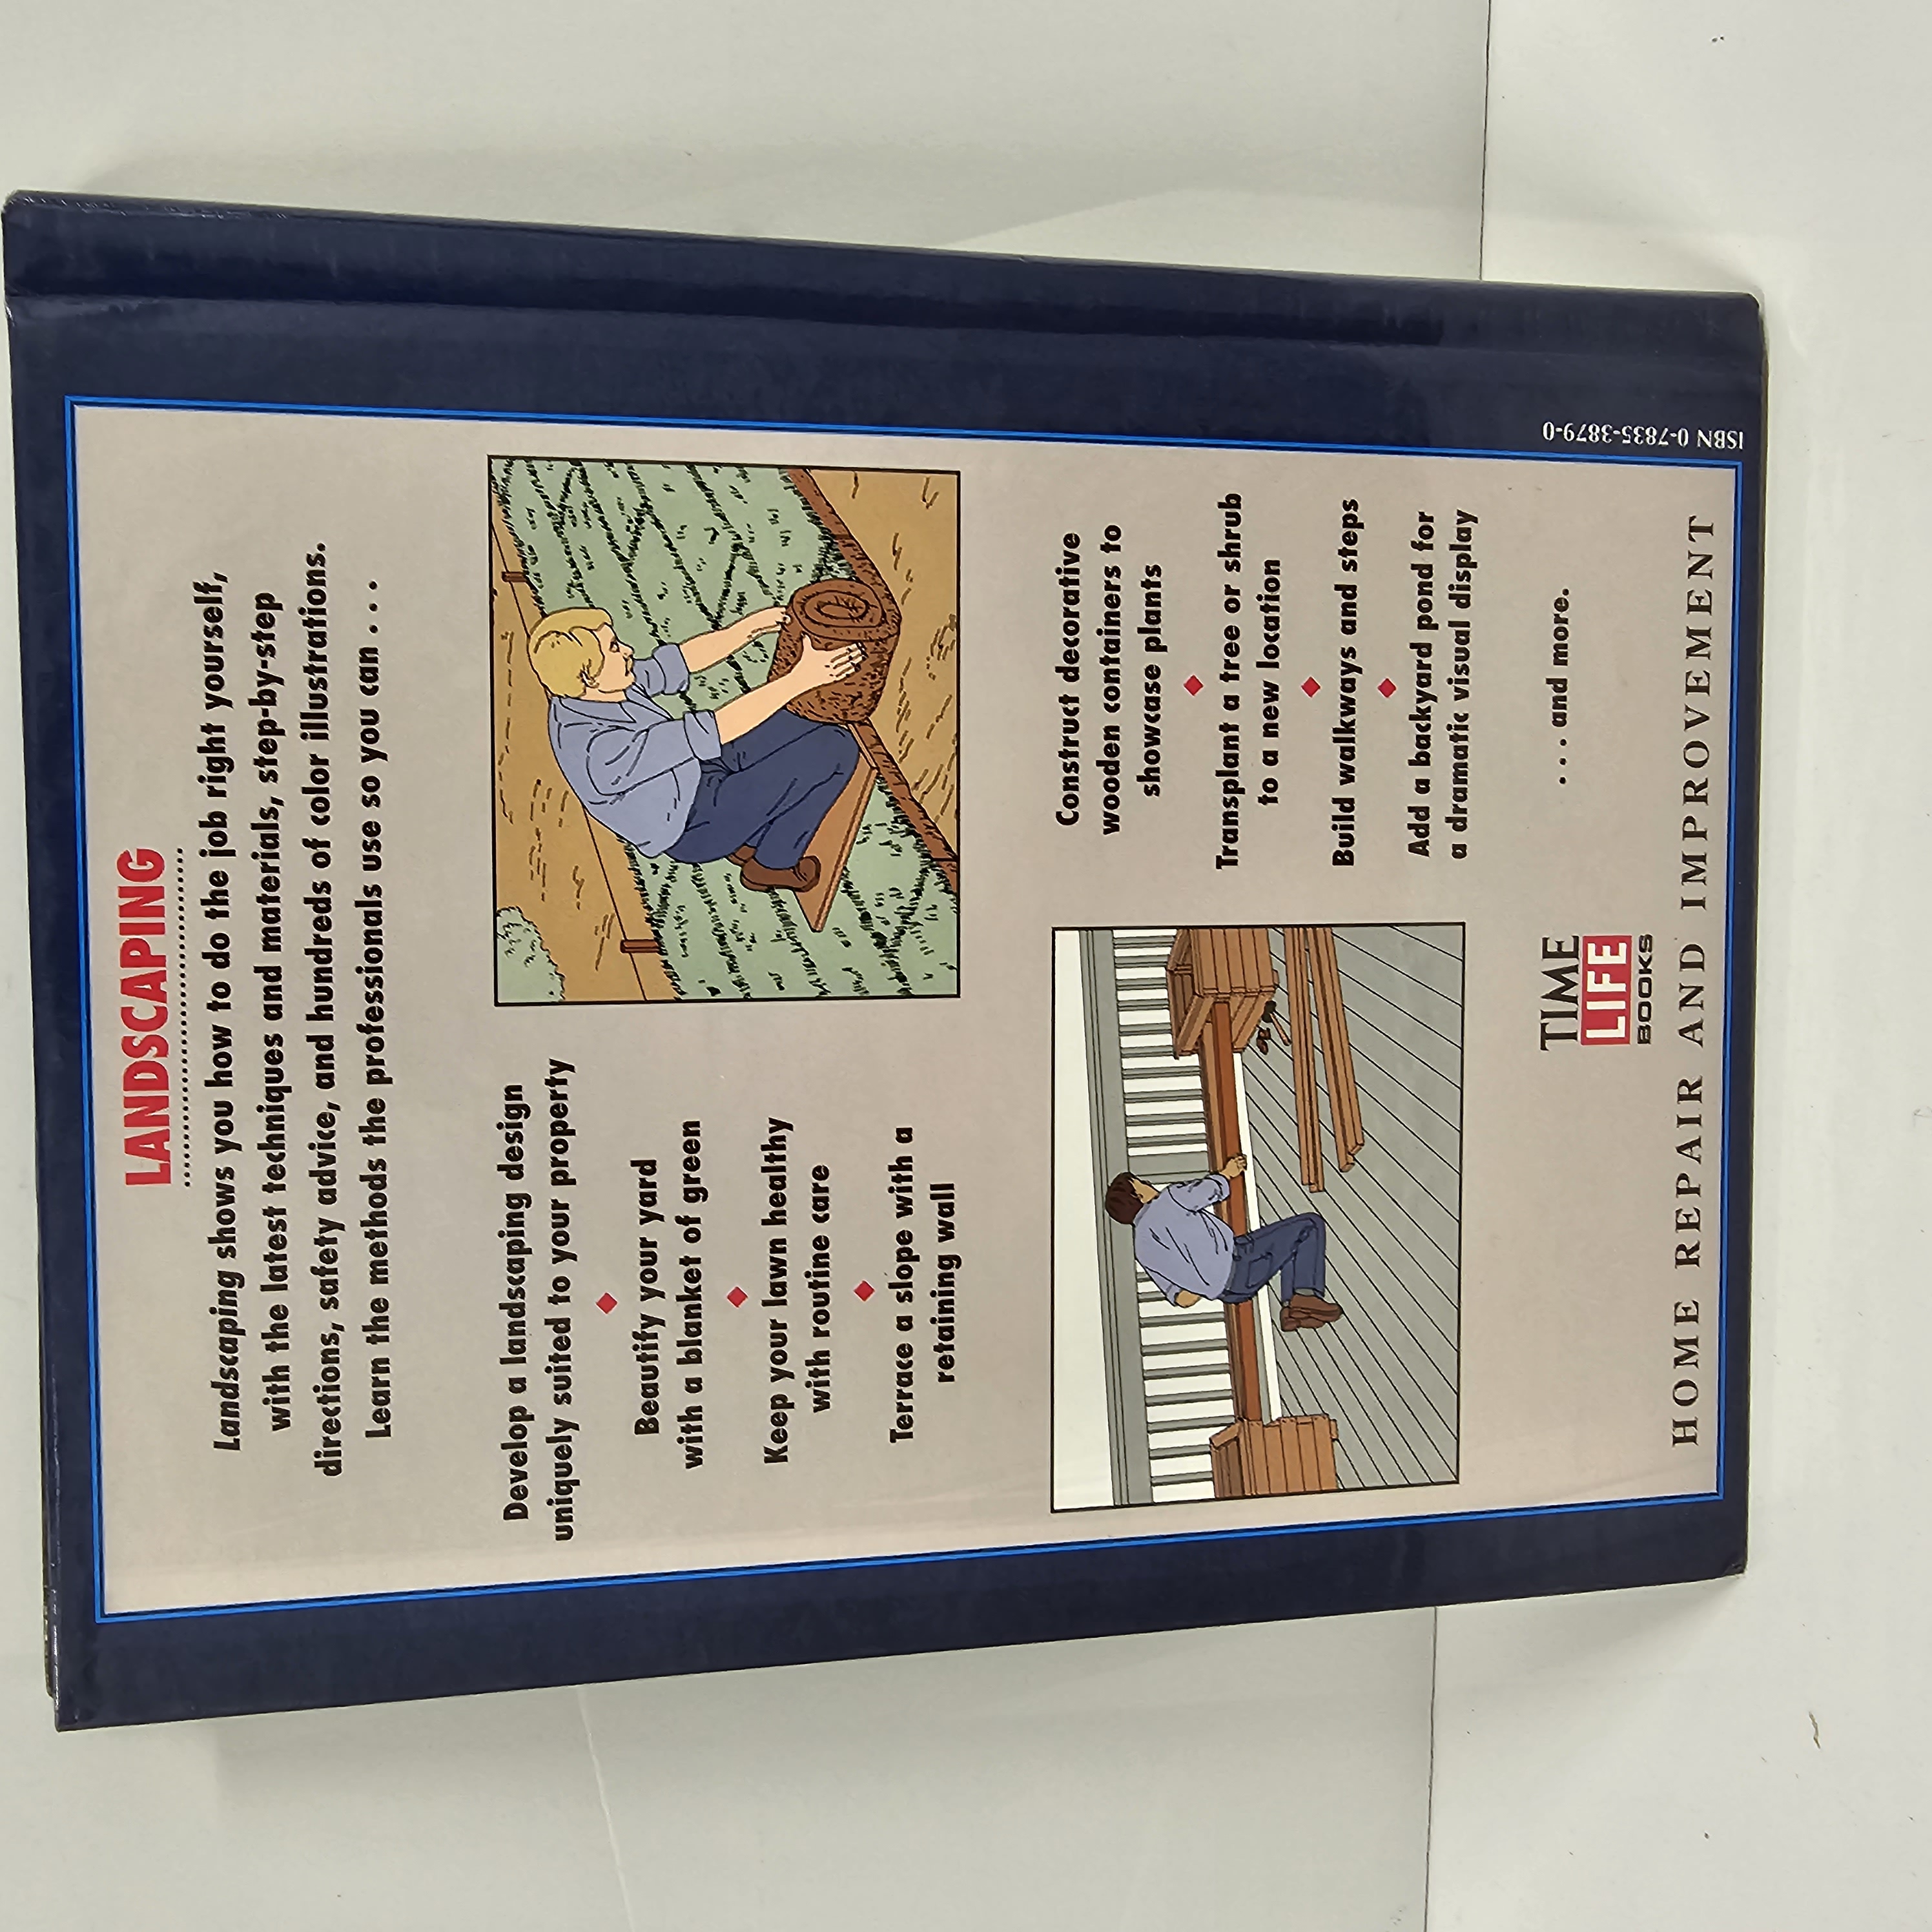 LANDSCAPING
Landscaping shows you how to do the job right yourself,
with the latest techniques and materials, step-by-step
directions, safety advice, and hundreds of color illustrations.
Learn the methods the professionals use so you can . . .
Develop a landscaping design
uniquely suited to your property
Beautify your yard
with a blanket of green
Keep your lawn healthy
with routine care
Terrace a slope with a
retaining wall
Construct decorative
wooden containers to
showcase plants
Transplant a tree or shrub
to a new location
Build walkways and steps
Add a backyard pond for
a dramatic visual display
. . . and more.
TIME
LIFE
BOOKS
HOME REPAIR AND IMPROVEMENT
ISBN 0-7835-3879-0